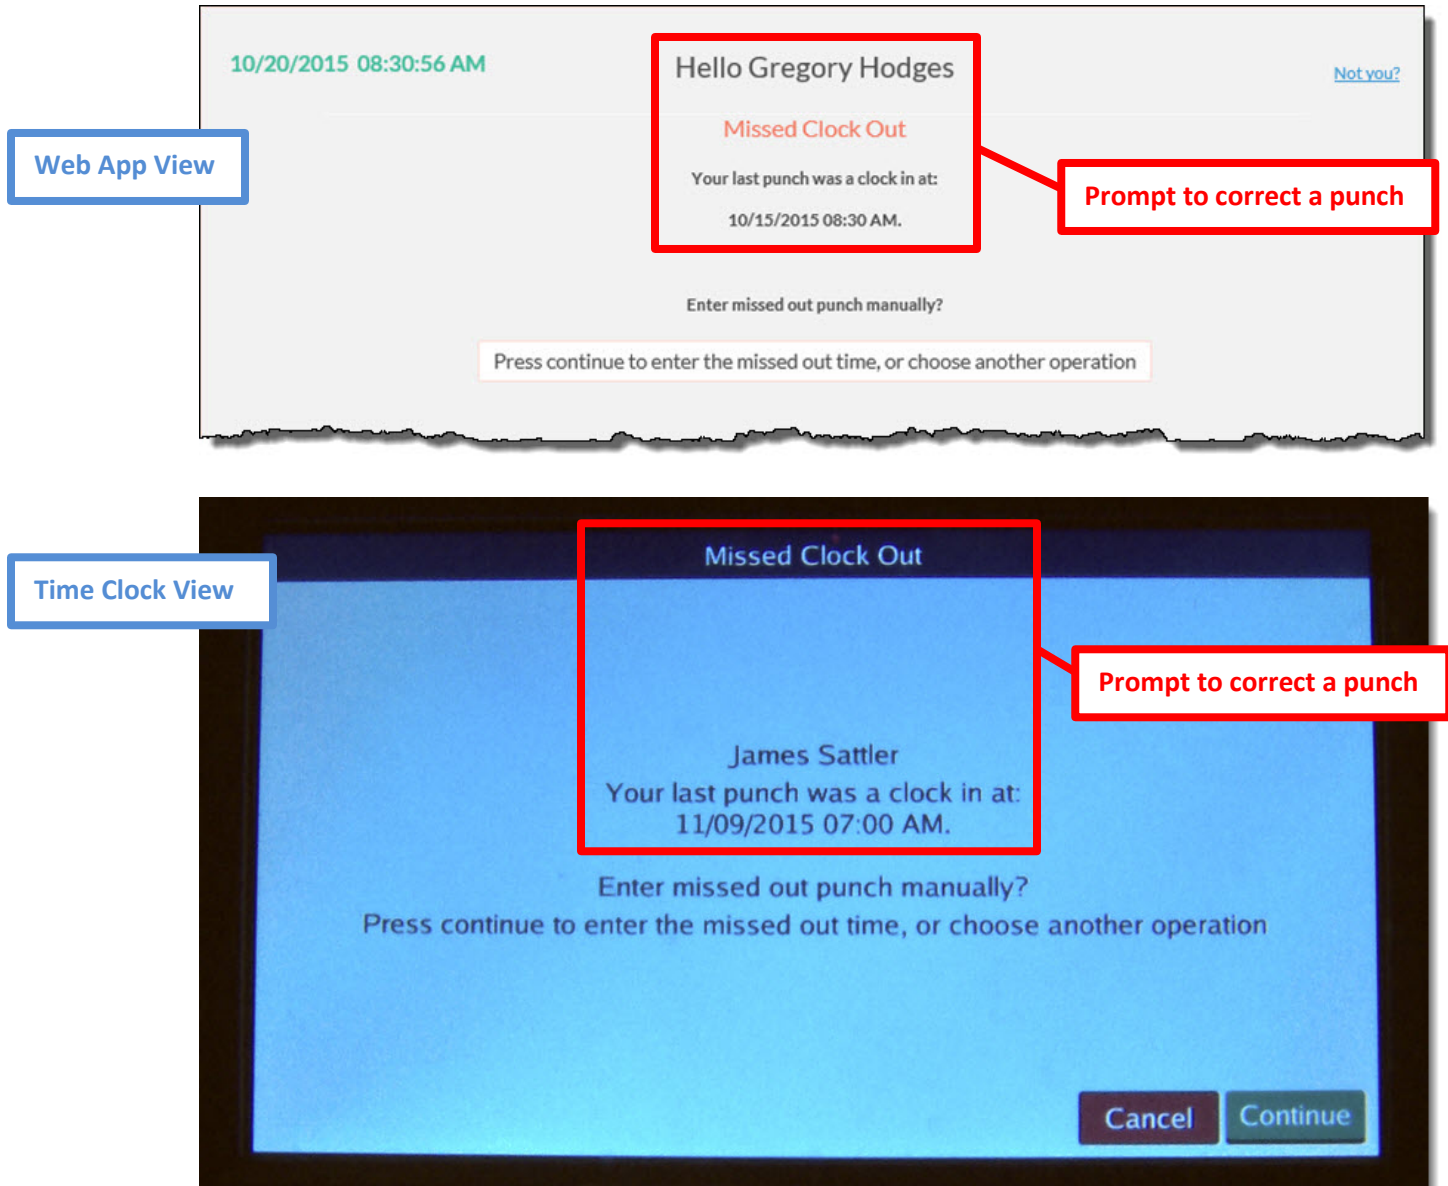 10/20/2015 08:30:56 AM
Hello Gregory Hodges
Not you?
Missed Clock Out
Web App View
Your last punch was a clock in at:
Prompt to correct a punch
10/15/2015 08:30 AM.
Enter missed out punch manually?
Press continue to enter the missed out time, or choose another operation
Missed Clock Out
Time Clock View
Prompt to correct a punch
James Sattler
Your last punch was a clock in at:
11/09/2015 07:00 AM.
Enter missed out punch manually?
Press continue to enter the missed out time, or choose another operation
Cancel
Continue